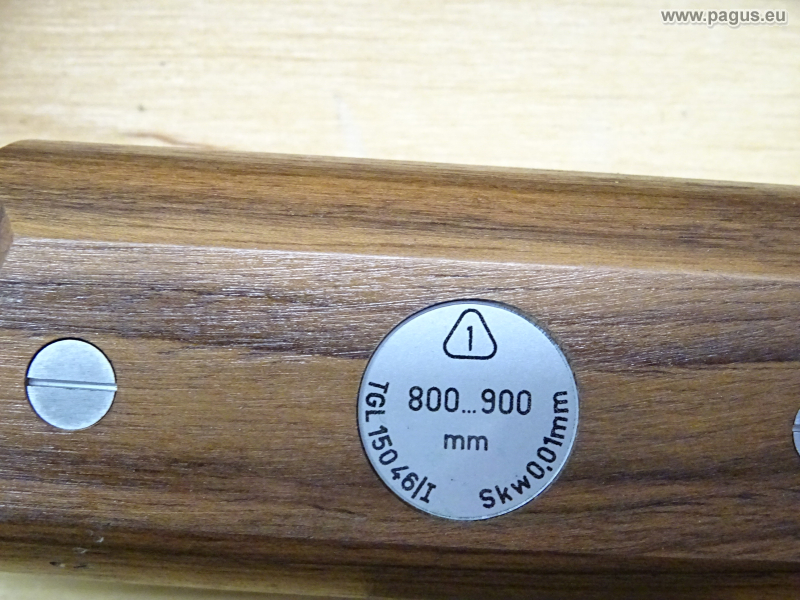 www.pagus.eu
1
800...900
mm
TGL 15046/I
Skw0,01mm